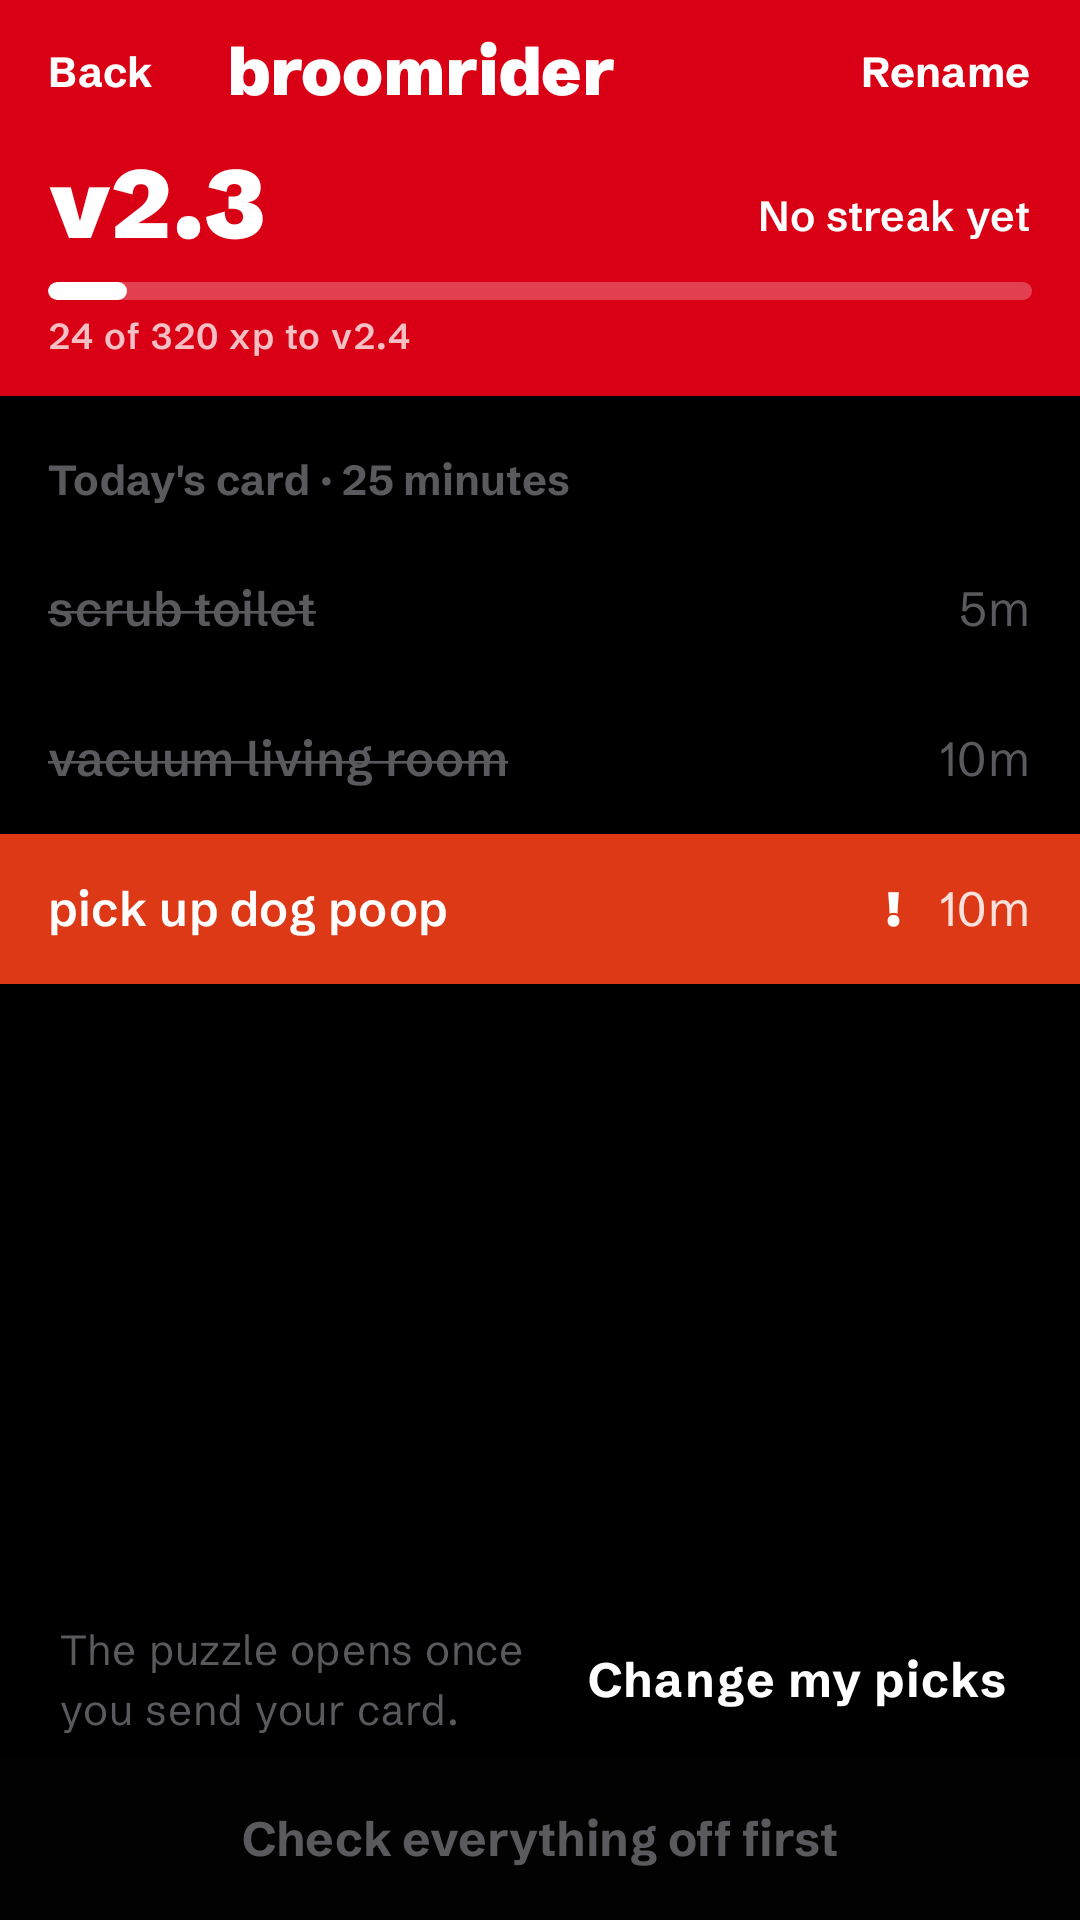 Back broomrider Rename
v2.3 No streak yet
24 of 320 xp to v2.4
Today's card · 25 minutes
scrub toilet 5m
vacuum living room 10m
pick up dog poop ! 10m
The puzzle opens once
you send your card.
Change my picks
Check everything off first